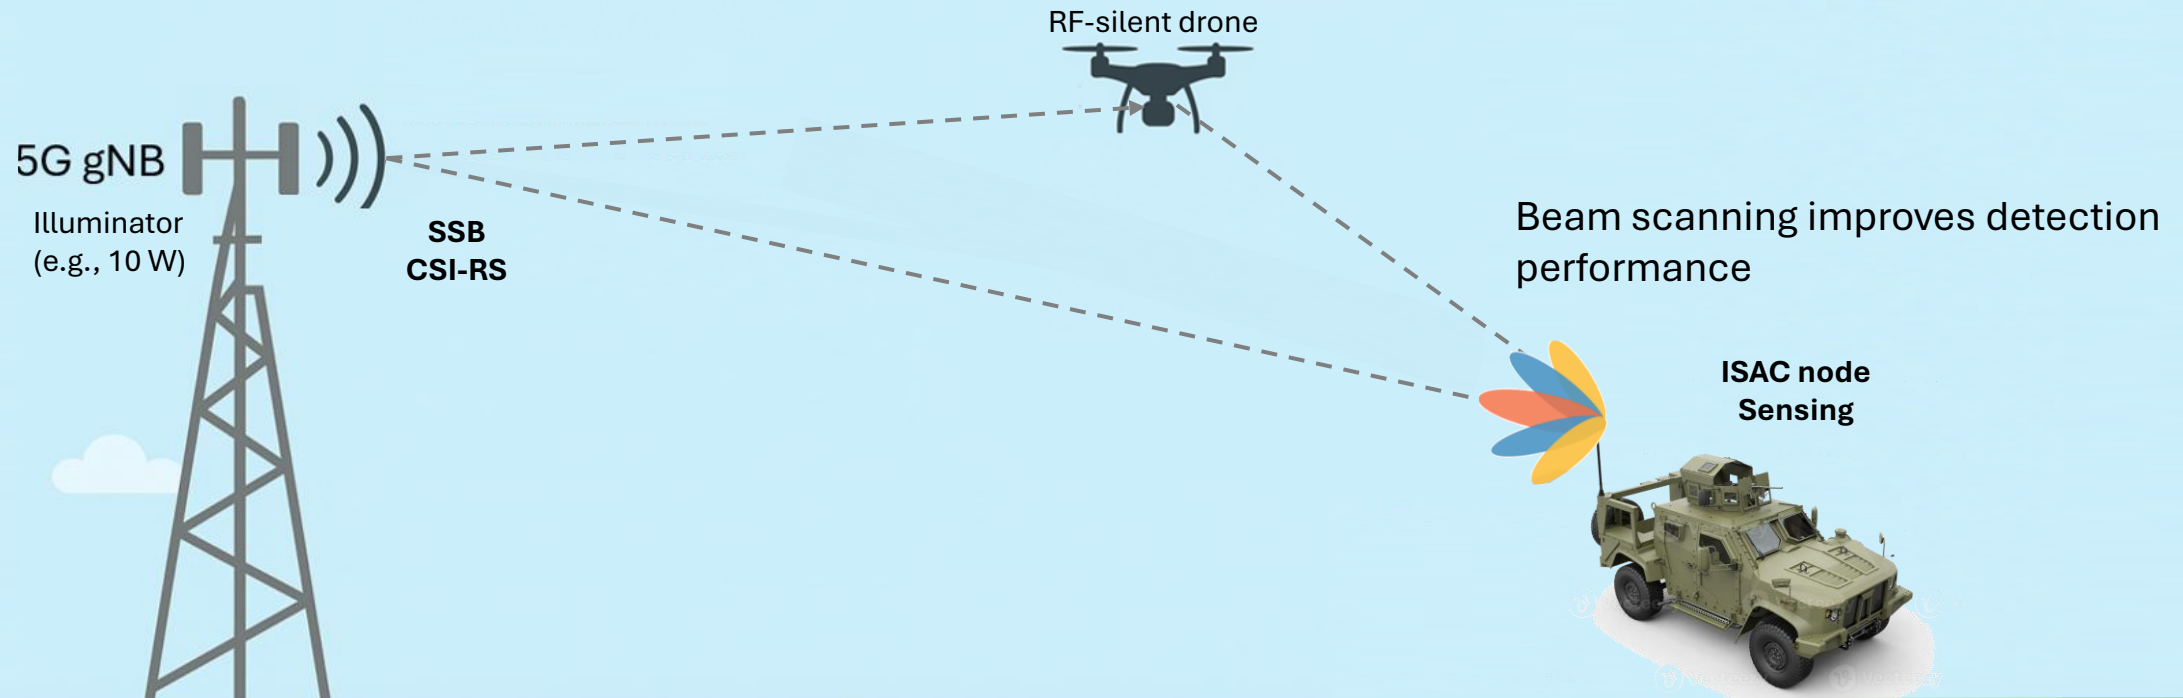 RF-silent drone
5G gNB
Illuminator
(e.g., 10 W)
SSB
CSI-RS
Beam scanning improves detection
performance
ISAC node
Sensing